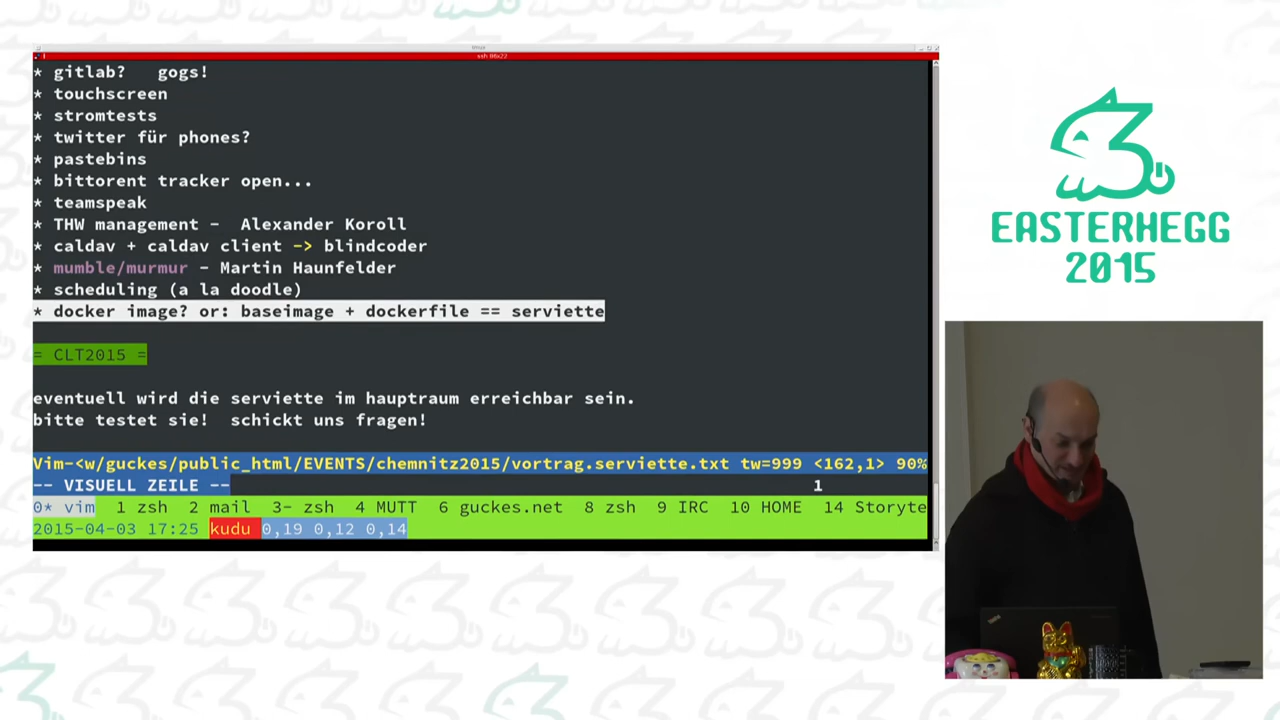 * gitlab?   gogs!
* touchscreen
* stromtests
* twitter für phones?
* pastebins
* bittorent tracker open...
* teamspeak
* THW management -  Alexander Koroll
* caldav + caldav client -> blindcoder
* mumble/murmur - Martin Haunfelder
* scheduling (a la doodle)
* docker image? or: baseimage + dockerfile == serviette
= CLT2015 =
eventuell wird die serviette im hauptraum erreichbar sein.
bitte testet sie!  schickt uns fragen!
Vim-<w/guckes/public_html/EVENTS/chemnitz2015/vortrag.serviette.txt tw=999 <162,1> 90%
-- VISUELL ZEILE -- 1
0* vim  1 zsh  2 mail  3- zsh  4 MUTT  6 guckes.net  8 zsh  9 IRC  10 HOME  14 Storyte
2015-04-03 17:25 kudu 0,19 0,12 0,14
EASTERHEGG
2015